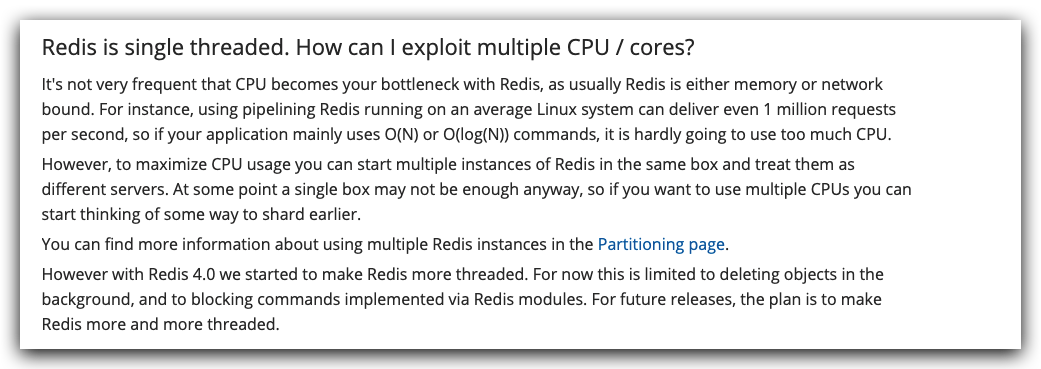 Redis is single threaded. How can I exploit multiple CPU / cores?
It's not very frequent that CPU becomes your bottleneck with Redis, as usually Redis is either memory or network
bound. For instance, using pipelining Redis running on an average Linux system can deliver even 1 million requests
per second, so if your application mainly uses O(N) or O(log(N)) commands, it is hardly going to use too much CPU.
However, to maximize CPU usage you can start multiple instances of Redis in the same box and treat them as
different servers. At some point a single box may not be enough anyway, so if you want to use multiple CPUs you can
start thinking of some way to shard earlier.
You can find more information about using multiple Redis instances in the Partitioning page.
However with Redis 4.0 we started to make Redis more threaded. For now this is limited to deleting objects in the
background, and to blocking commands implemented via Redis modules. For future releases, the plan is to make
Redis more and more threaded.